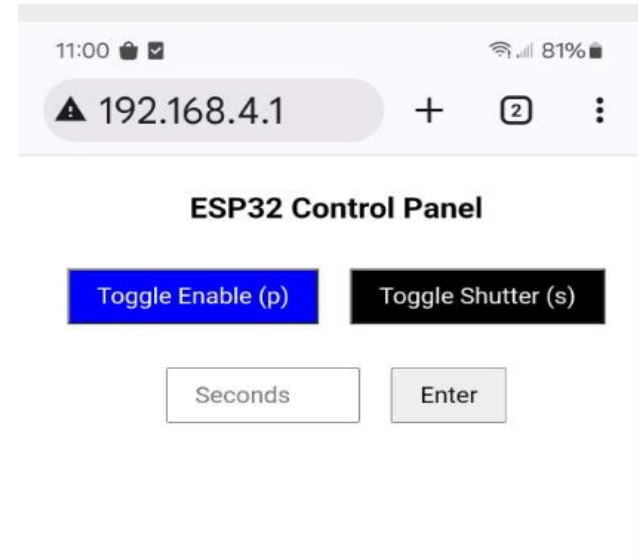 11:00 81%
192.168.4.1 2
ESP32 Control Panel
Toggle Enable (p) Toggle Shutter (s)
Seconds Enter